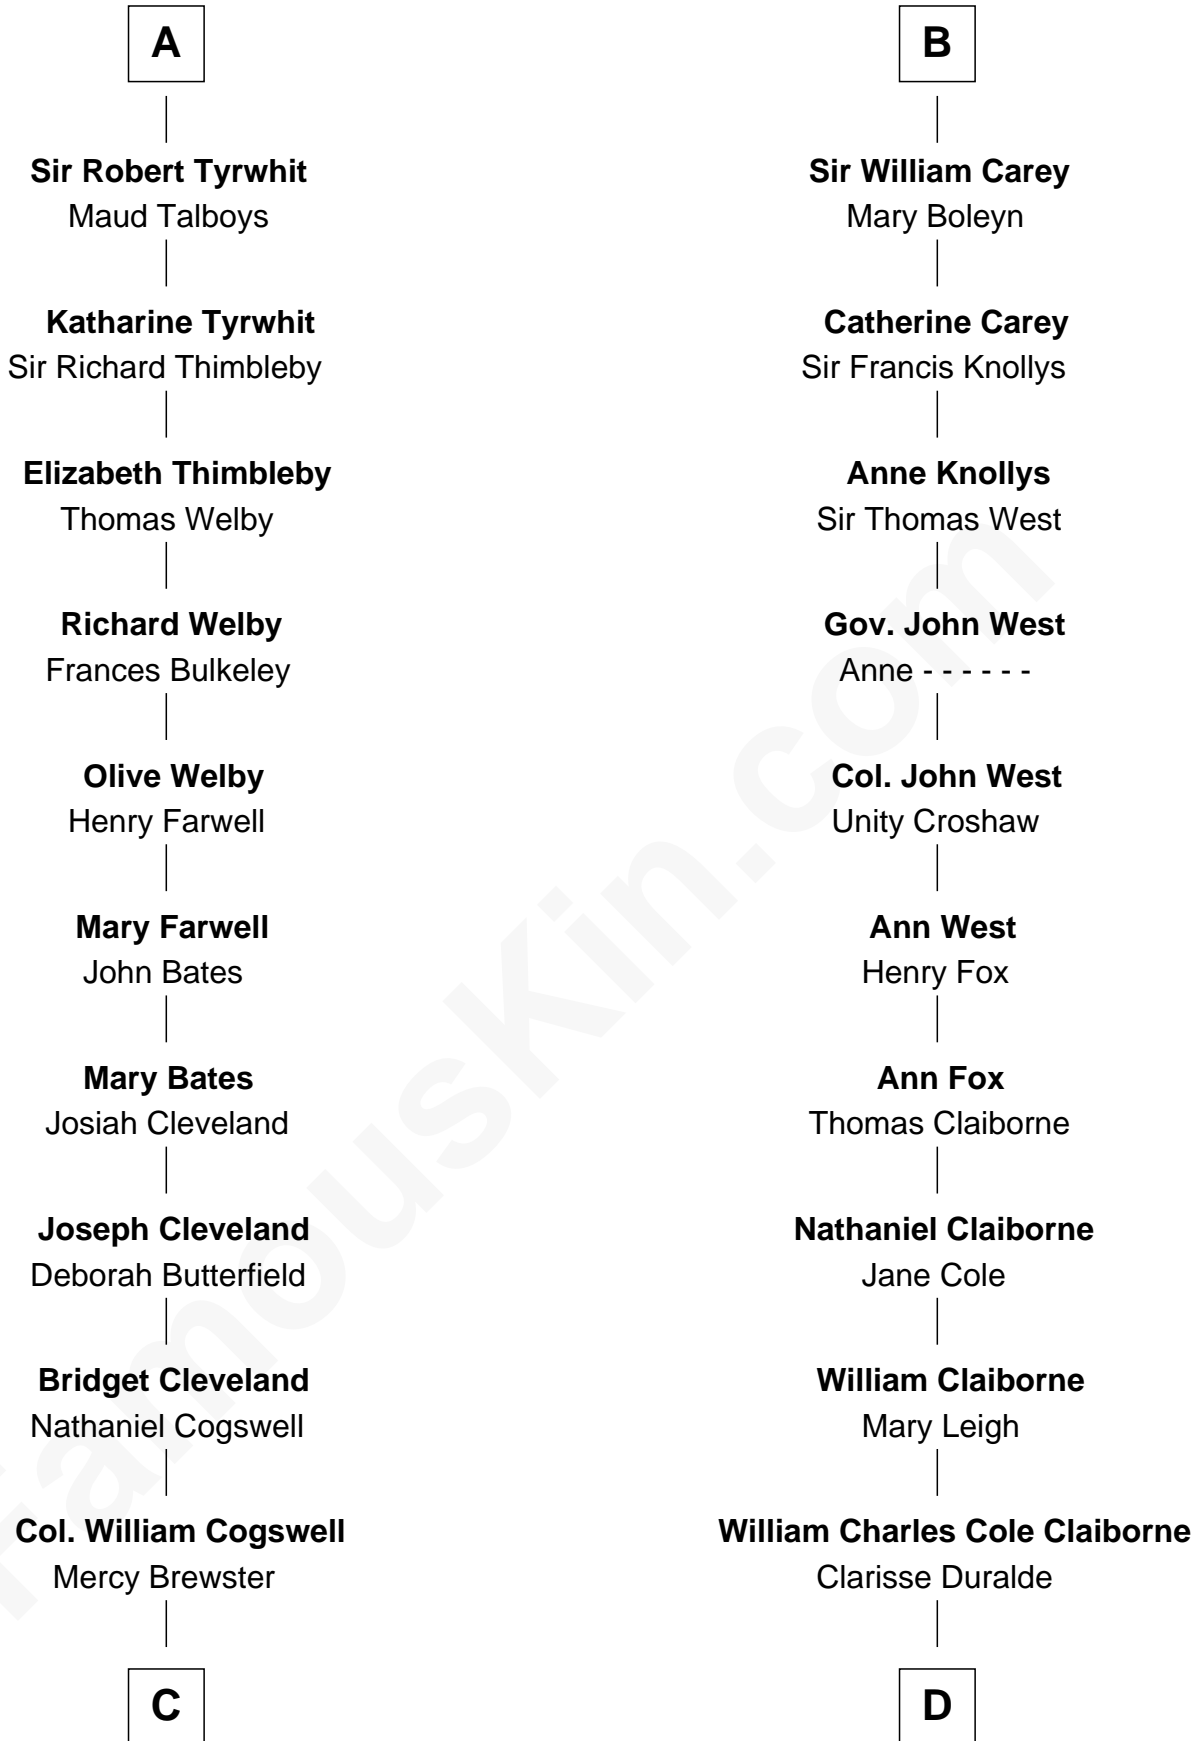 A
Sir Robert Tyrwhit
Maud Talboys
Katharine Tyrwhit
Sir Richard Thimbleby
Elizabeth Thimbleby
Thomas Welby
Richard Welby
Frances Bulkeley
Olive Welby
Henry Farwell
Mary Farwell
John Bates
Mary Bates
Josiah Cleveland
Joseph Cleveland
Deborah Butterfield
Bridget Cleveland
Nathaniel Cogswell
Col. William Cogswell
Mercy Brewster
C
B
Sir William Carey
Mary Boleyn
Catherine Carey
Sir Francis Knollys
Anne Knollys
Sir Thomas West
Gov. John West
Anne - - - - - -
Col. John West
Unity Croshaw
Ann West
Henry Fox
Ann Fox
Thomas Claiborne
Nathaniel Claiborne
Jane Cole
William Claiborne
Mary Leigh
William Charles Cole Claiborne
Clarisse Duralde
D
FamousKin.com